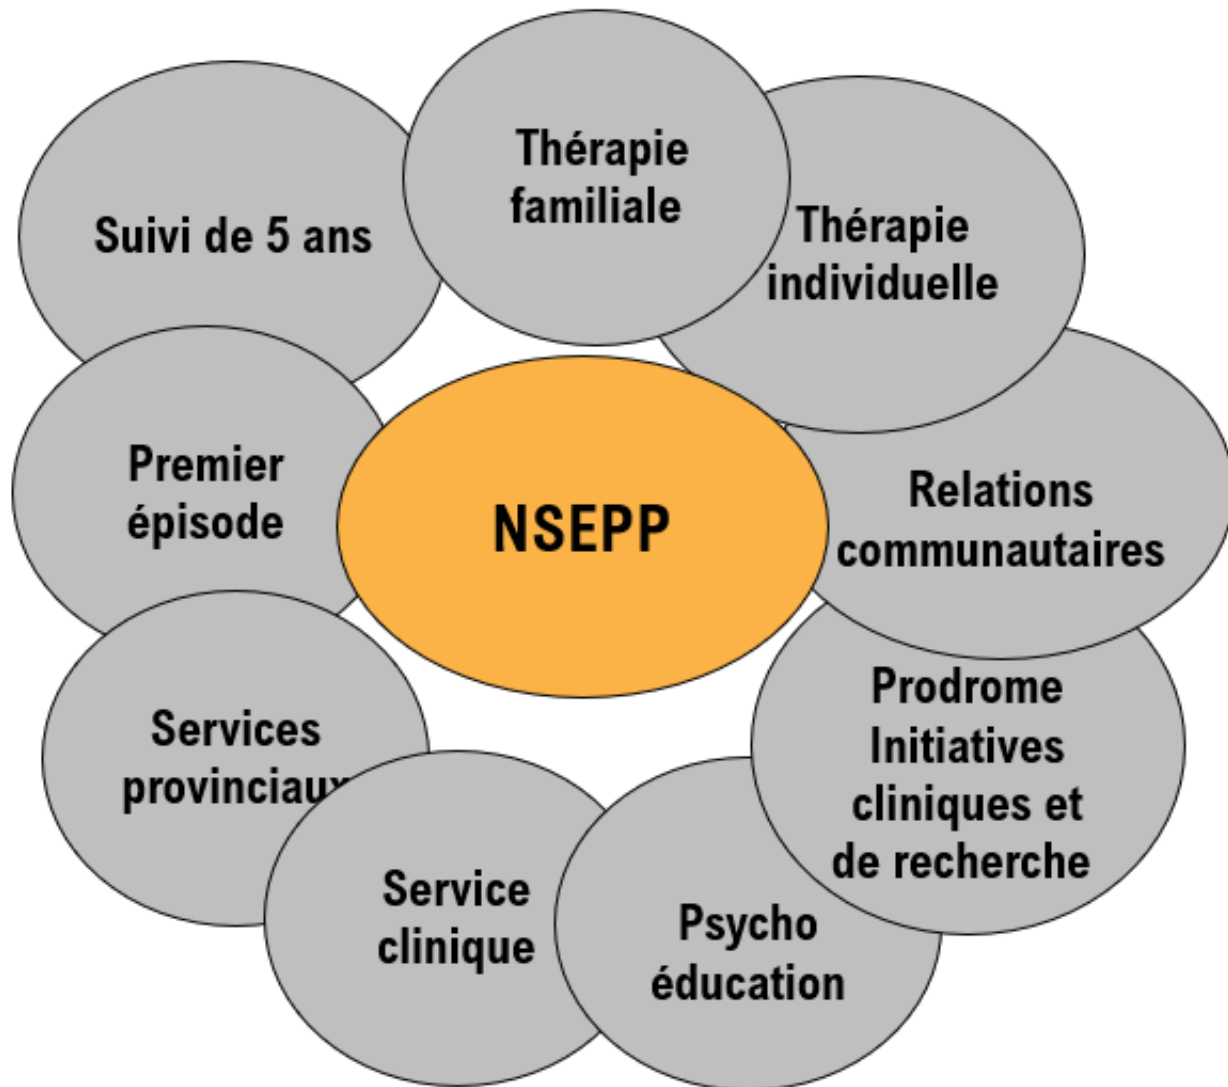 Thérapie
familiale
Thérapie
individuelle
Suivi de 5 ans
Premier
épisode
NSEPP
Relations
communautaires
Services
provinciaux
Prodrome
Initiatives
cliniques et
de recherche
Service
clinique
Psycho
éducation